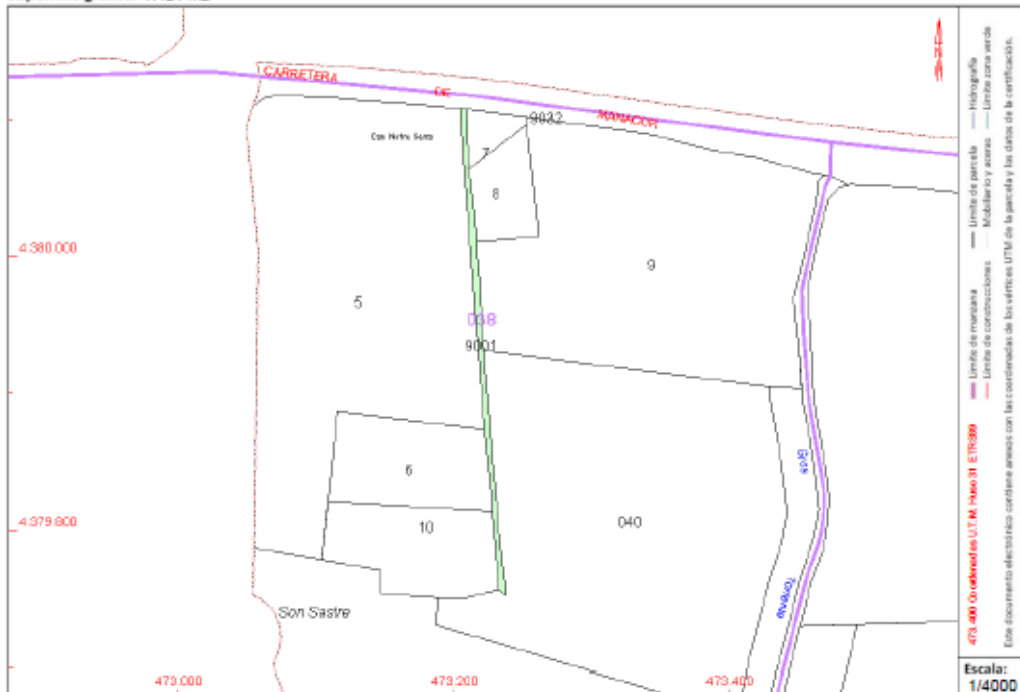 CARRETERA DE MANACOR
9032
7
8
4.380.000
9
5
038
9001
6
Gros
4.379.800
10
040
Torrente
Son Sastre
473.000
473.200
473.400
473.400 Coordenadas U.T.M. Huso 31 ETRS89
Límite de manzana
Límite de parcela
Hidrografía
Límite de construcciones
Mobiliario y aceras
Límite zona verde
Este documento electrónico contiene anexos con las coordenadas de los vértices UTM de la parcela y los datos de la certificación.
Escala:
1/4000